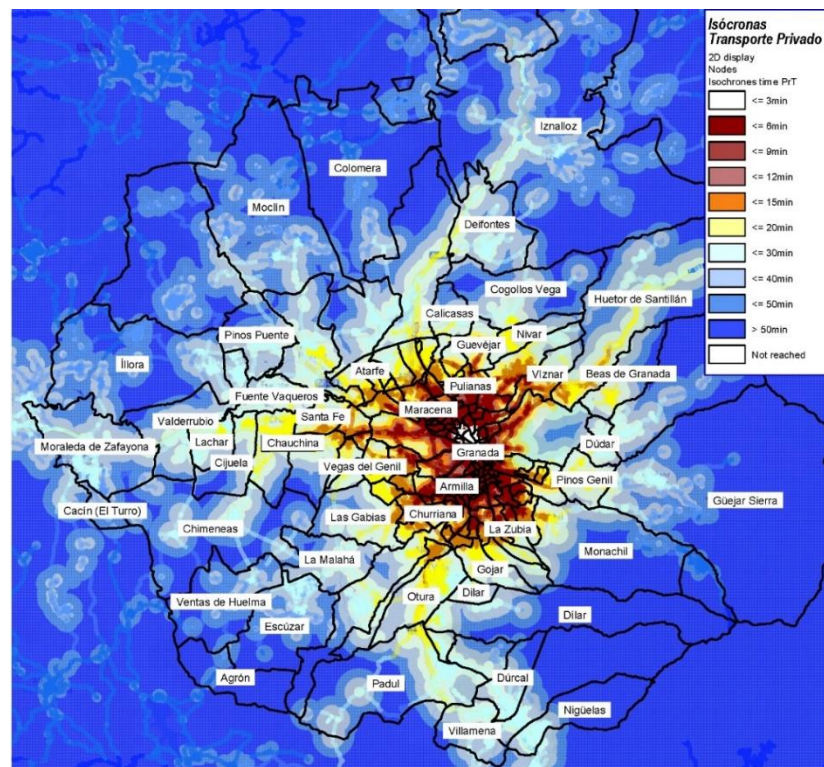 Isócronas
Transporte Privado
2D display
Nodes
Isochrones time PrT
<= 3min
<= 6min
<= 9min
<= 12min
<= 15min
<= 20min
<= 30min
<= 40min
<= 50min
> 50min
Not reached
Iznalloz
Colomera
Moclin
Deifontes
Cogollos Vega
Huetor de Santillán
Calicasas
Pinos Puente
Nívar
Guevéjar
Íllora
Atarfe
Víznar
Beas de Granada
Pulianas
Fuente Vaqueros
Maracena
Santa Fe
Valderrubio
Moraleda de Zafayona
Lachar
Chauchina
Dúdar
Granada
Cijuela
Vegas del Genil
Pinos Genil
Armilla
Güejar Sierra
Cacín (El Turro)
Las Gabias
Churriana
Chimeneas
La Zubia
Monachil
La Malahá
Gojar
Otura
Dilar
Ventas de Huelma
Dílar
Escúzar
Agrón
Padul
Dúrcal
Nigüelas
Villamena